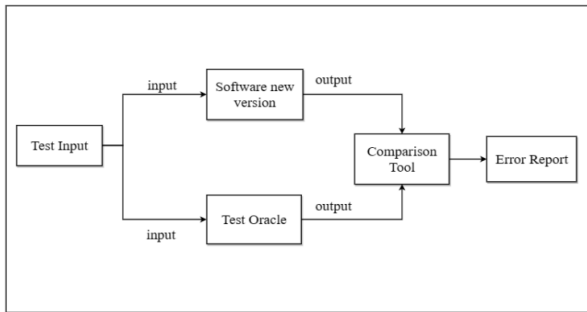 input
Software new
version
output
Test Input
Comparison
Tool
Error Report
input
Test Oracle
output